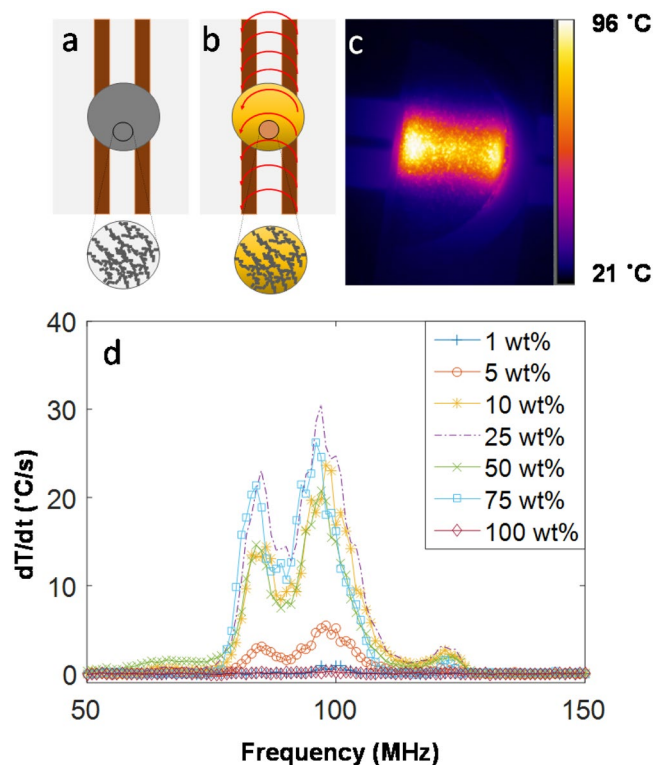 a
b
c
96 °C
21 °C
d
40
30
20
10
0
dT/dt (°C/s)
1 wt%
5 wt%
10 wt%
25 wt%
50 wt%
75 wt%
100 wt%
50
100
150
Frequency (MHz)